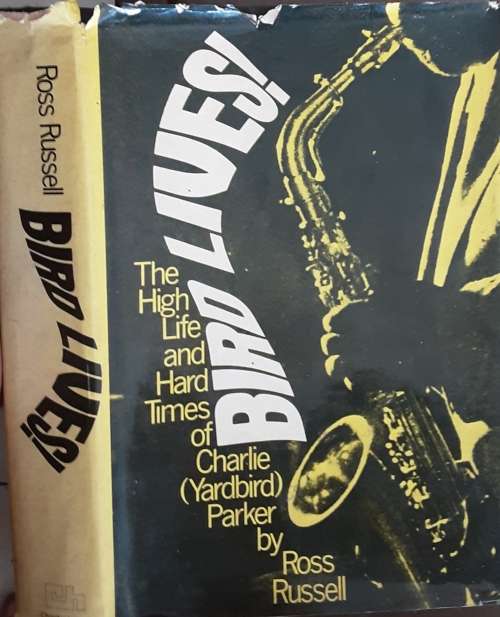 Ross Russell
BIRD LIVES!
BIRD LIVES!
The
High
Life
and
Hard
Times
of
Charlie
(Yardbird)
Parker
by
Ross
Russell